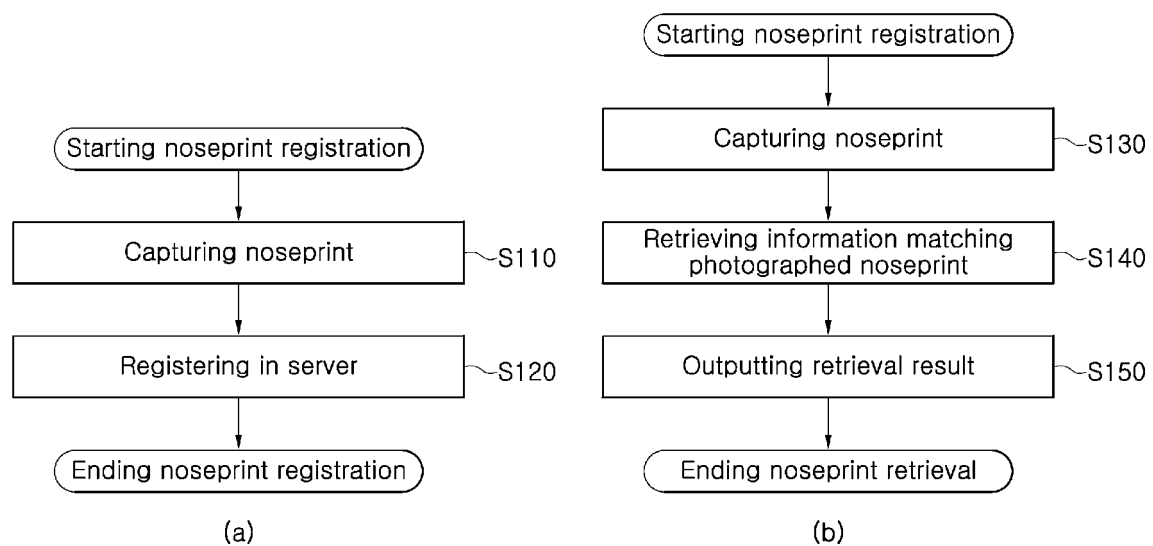 Starting noseprint registration
Capturing noseprint
S110
Registering in server
S120
Ending noseprint registration
(a)
Starting noseprint registration
Capturing noseprint
S130
Retrieving information matching
photographed noseprint
S140
Outputting retrieval result
S150
Ending noseprint retrieval
(b)